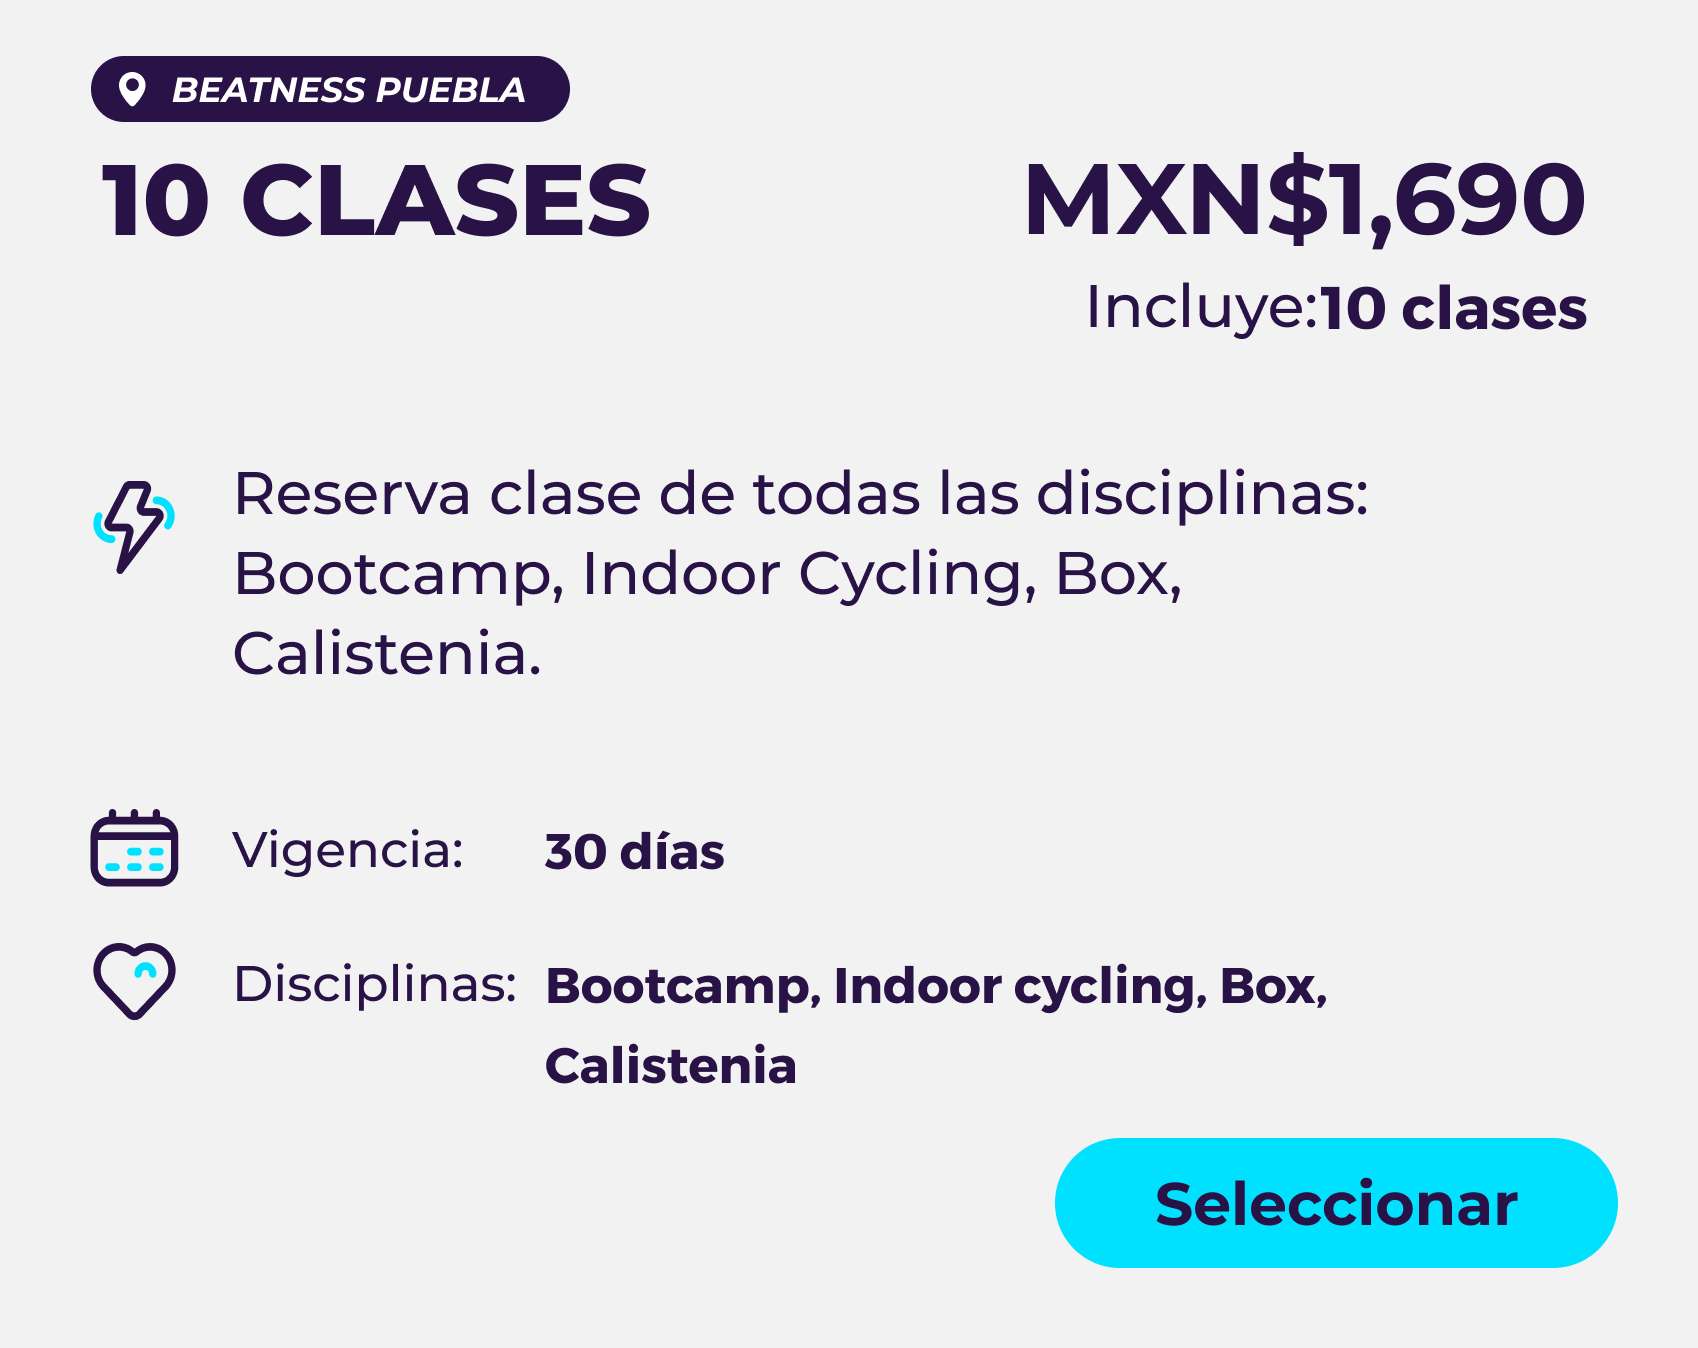 BEATNESS PUEBLA
10 CLASES
MXN$1,690
Incluye:10 clases
Reserva clase de todas las disciplinas:
Bootcamp, Indoor Cycling, Box,
Calistenia.
Vigencia: 30 días
Disciplinas: Bootcamp, Indoor cycling, Box,
Calistenia
Seleccionar